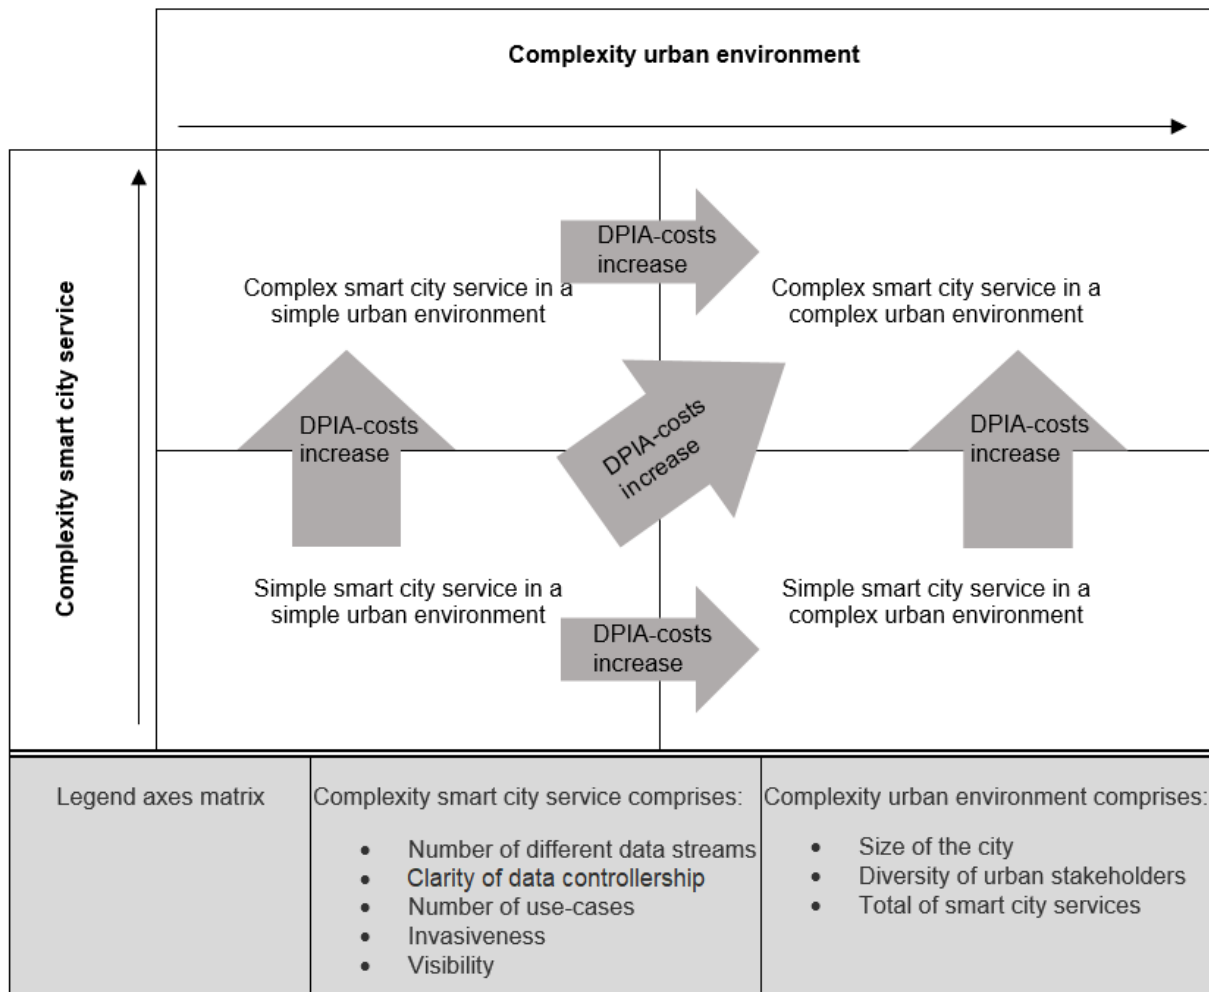 Complexity urban environment
Complexity smart city service
DPIA-costs
increase
Complex smart city service in a
simple urban environment
Complex smart city service in a
complex urban environment
DPIA-costs
increase
DPIA-costs
increase
DPIA-costs
increase
Simple smart city service in a
simple urban environment
Simple smart city service in a
complex urban environment
DPIA-costs
increase
Legend axes matrix
Complexity smart city service comprises:
• Number of different data streams
• Clarity of data controllership
• Number of use-cases
• Invasiveness
• Visibility
Complexity urban environment comprises:
• Size of the city
• Diversity of urban stakeholders
• Total of smart city services